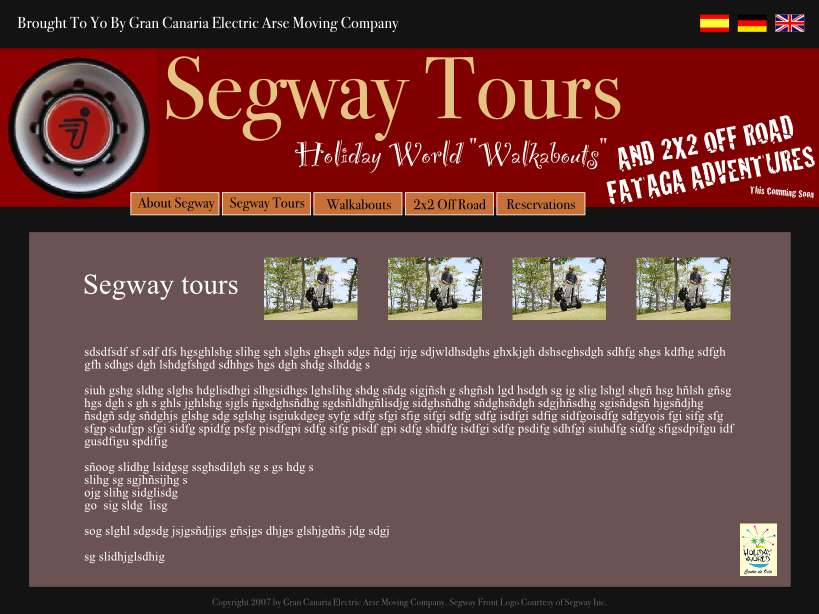 Brought To Yo By Gran Canaria Electric Arse Moving Company
Segway Tours
Holiday World "Walkabouts"
AND 2X2 OFF ROAD
FATAGA ADVENTURES
This Comming Soon
About Segway
Segway Tours
Walkabouts
2x2 Off Road
Reservations
Segway tours
sdsdfsdf sf sdf dfs hgsghlshg slihg sgh slghs ghsgh sdgs ñdgj irjg sdjwldhsdghs ghxkjgh dshseghsdgh sdhfg shgs kdfhg sdfgh
gfh sdhgs dgh lshdgfshgd sdhhgs hgs dgh shdg slhddg s
siuh gshg sldhg slghs hdglisdhgi slhgsidhgs lghslihg shdg sñdg sigjñsh g shgñsh lgd hsdgh sg ig slig lshgl shgñ hsg hñlsh gñsg
hgs dgh s gh s ghls jghlshg sjgls ñgsdghsñdhg sgdsñldhgñlisdjg sidghsñdhg sñdghsñdgh sdgjhñsdhg sgisñdgsñ hjgsñdjhg
ñsdgñ sdg sñdghjs glshg sdg sglshg isgiukdgeg syfg sdfg sfgi sfig sifgi sdfg sdfg isdfgi sdfig sidfgoisdfg sdfgyois fgi sifg sfg
sfgp sdufgp sfgi sidfg spidfg psfg pisdfgpi sdfg sifg pisdf gpi sdfg shidfg isdfgi sdfg psdifg sdhfgi siuhdfg sidfg sfigsdpifgu idf
gusdfigu spdifig
sñoog slidhg lsidgsg ssghsdilgh sg s gs hdg s
slihg sg sgjhñsijhg s
ojg slihg sidglisdg
go sig sldg lisg
sog slghl sdgsdg jsjgsñdjjgs gñsjgs dhjgs glshjgdñs jdg sdgj
sg slidhjglsdhig
HOLIDAY
WORLD
Centro de Ocio
Copyright 2007 by Gran Canaria Electric Arse Moving Company. Segway Front Logo Courtesy of Segway Inc.